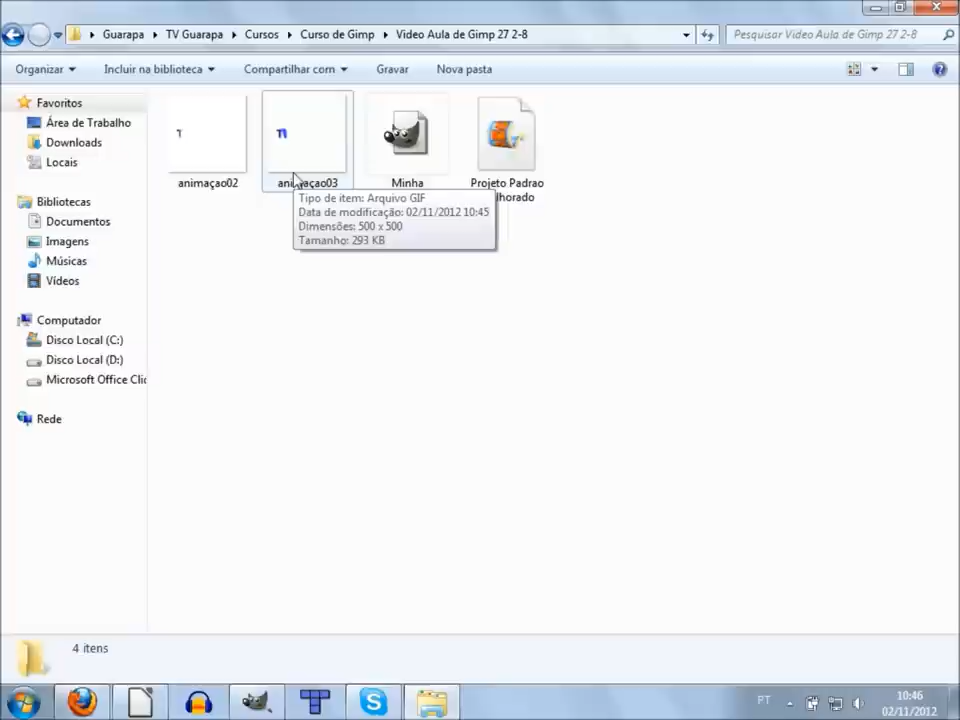 Guarapa ▸ TV Guarapa ▸ Cursos ▸ Curso de Gimp ▸ Video Aula de Gimp 27 2-8
Pesquisar Video Aula de Gimp 27 2-8
Organizar Incluir na biblioteca Compartilhar com Gravar Nova pasta
Favoritos
Área de Trabalho
Downloads
Locais
Bibliotecas
Documentos
Imagens
Músicas
Vídeos
Computador
Disco Local (C:)
Disco Local (D:)
Microsoft Office Clic
Rede
animaçao02
animaçao03
Minha
Projeto Padrao
lhorado
Tipo de item: Arquivo GIF
Data de modificação: 02/11/2012 10:45
Dimensões: 500 x 500
Tamanho: 293 KB
4 itens
PT
10:46
02/11/2012